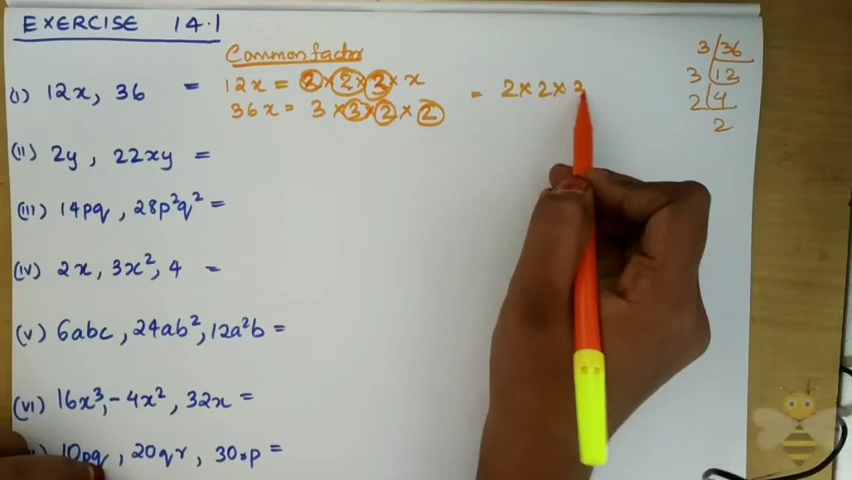 EXERCISE 14.1
Common factor
(i) 12x, 36 = 12x = 2 × 2 × 3 × x = 2 × 2 × 3
36x = 3 × 3 × 2 × 2
(ii) 2y, 22xy =
(iii) 14pq, 28p²q² =
(iv) 2x, 3x², 4 =
(v) 6abc, 24ab², 12a²b =
(vi) 16x³, -4x², 32x =
10pq, 20qr, 30rp =
3 36
3 12
2 4
2